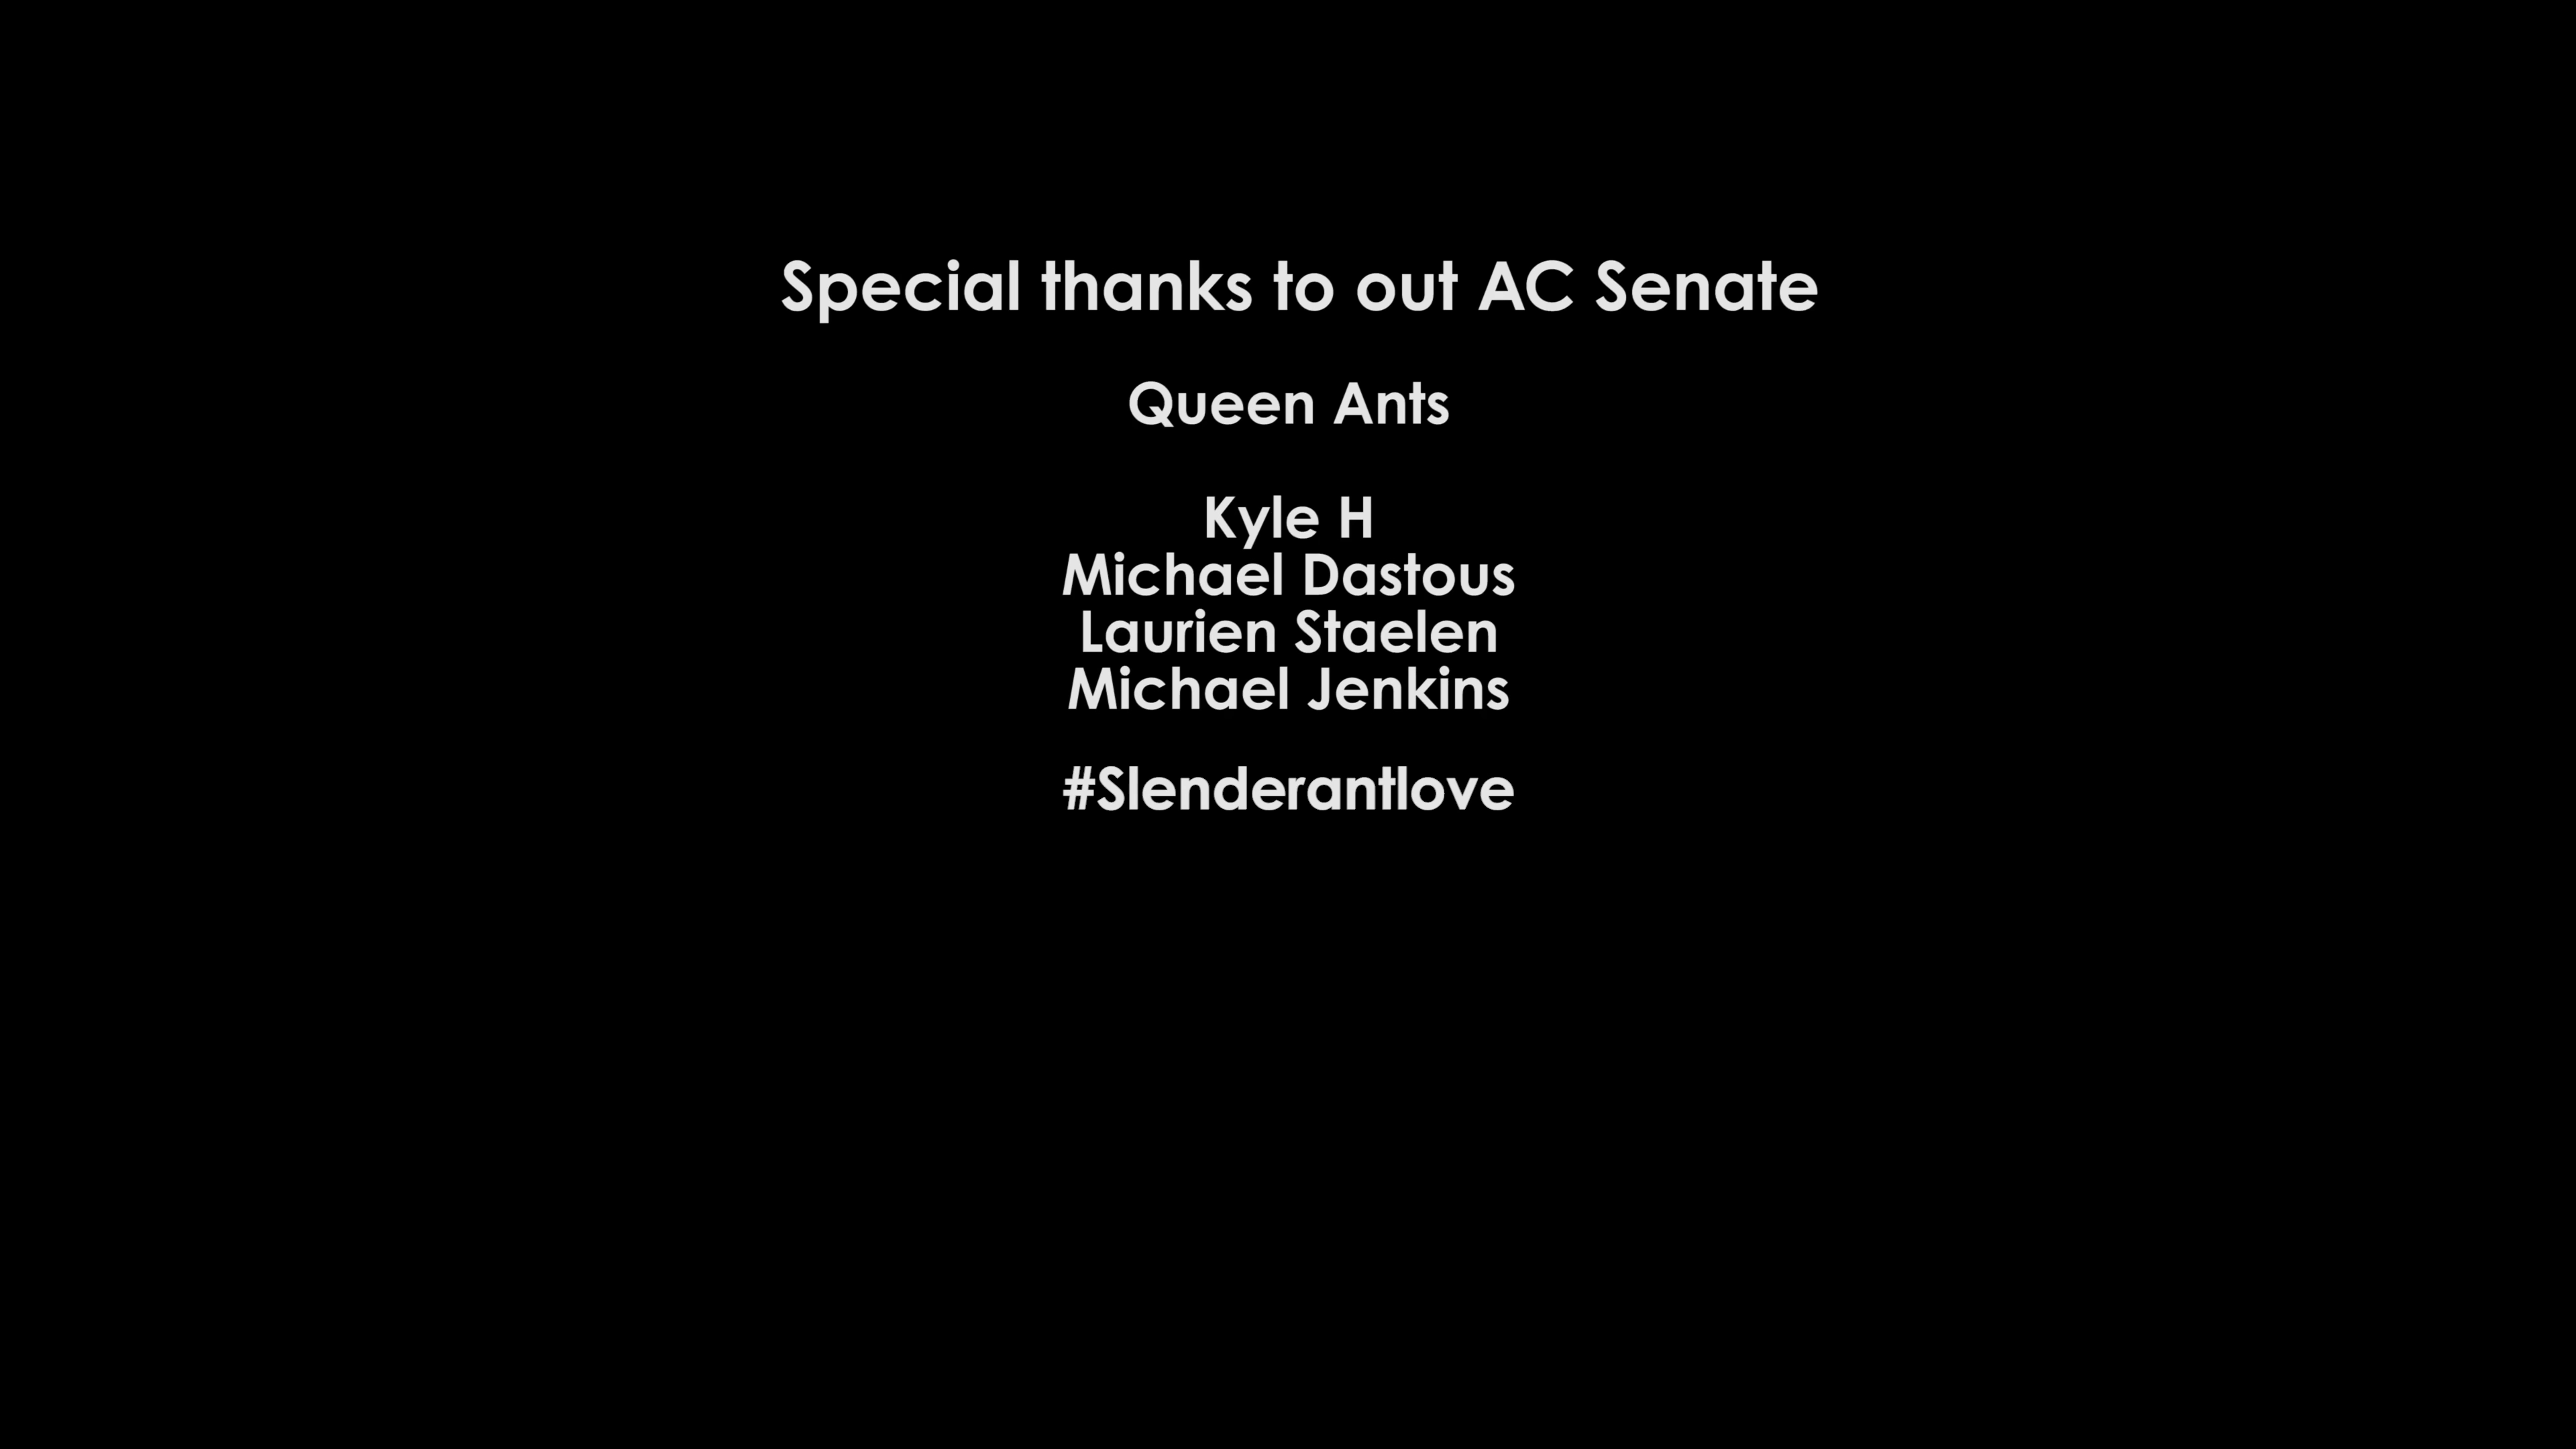 Special thanks to out AC Senate
Queen Ants
Kyle H
Michael Dastous
Laurien Staelen
Michael Jenkins
#Slenderantlove